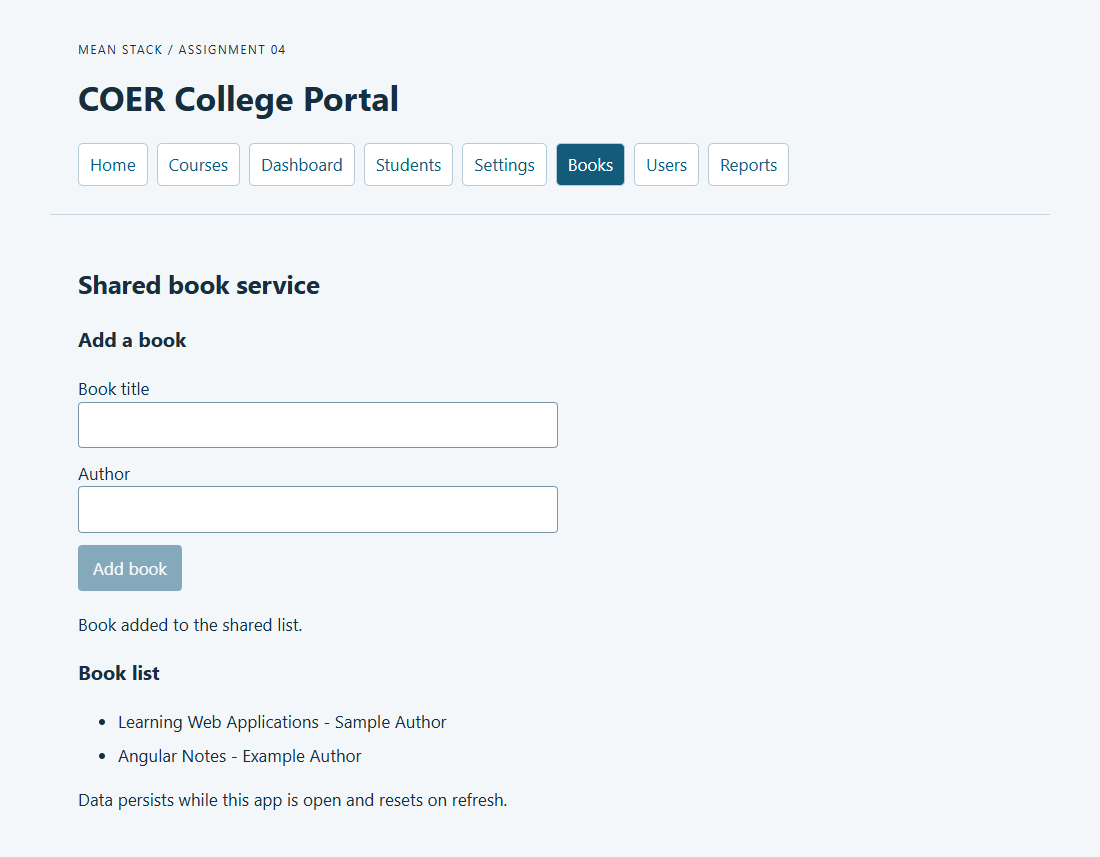 MEAN STACK / ASSIGNMENT 04
COER College Portal
Home Courses Dashboard Students Settings Books Users Reports
Shared book service
Add a book
Book title
Author
Add book
Book added to the shared list.
Book list
• Learning Web Applications - Sample Author
• Angular Notes - Example Author
Data persists while this app is open and resets on refresh.